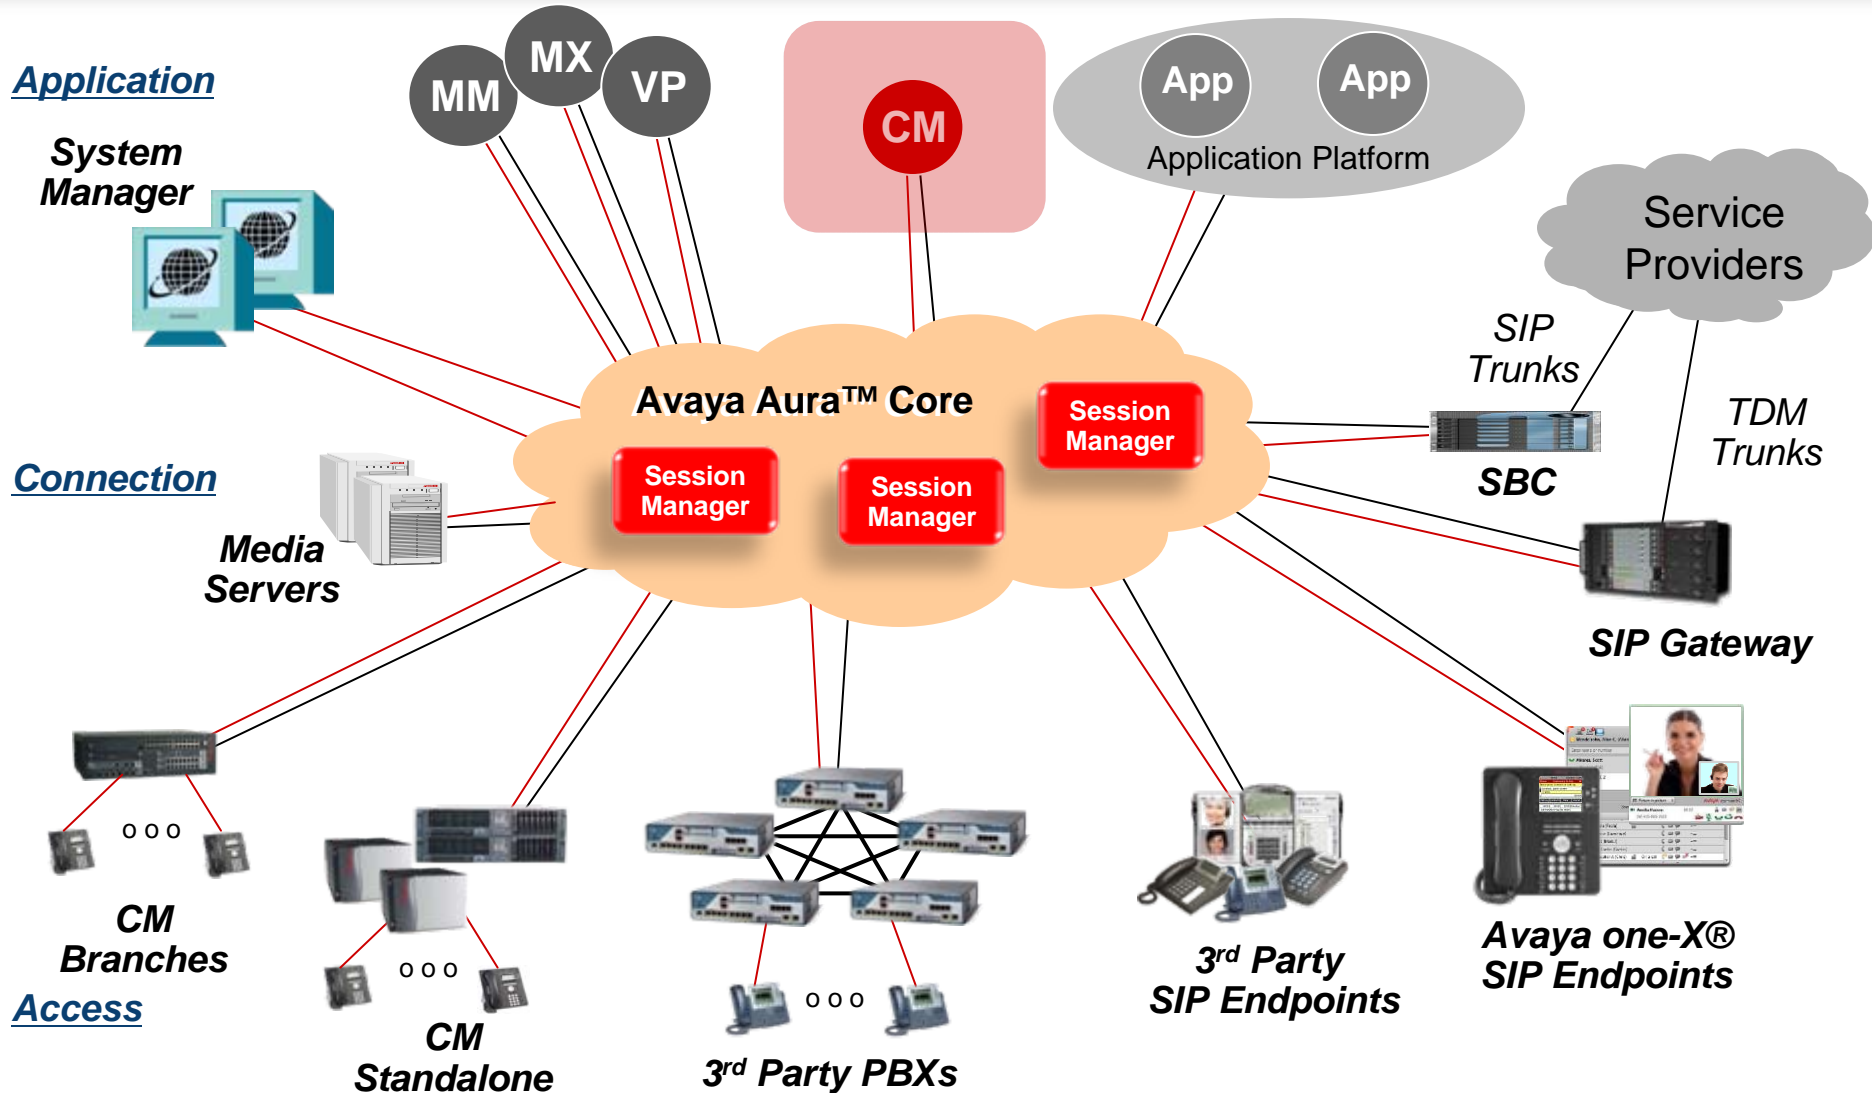 Application
System
Manager
MM
MX
VP
CM
App
App
Application Platform
Service
Providers
SIP
Trunks
TDM
Trunks
Avaya Aura™ Core
Session
Manager
Session
Manager
Session
Manager
SBC
Connection
Media
Servers
SIP Gateway
o o o
CM
Branches
o o o
CM
Standalone
o o o
3rd Party PBXs
3rd Party
SIP Endpoints
Avaya one-X®
SIP Endpoints
Access